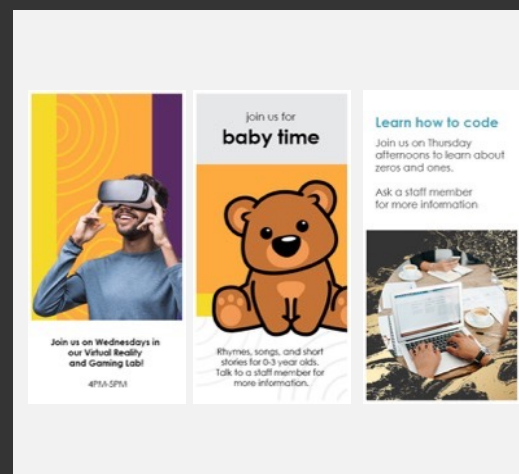 Join us on Wednesdays in
our Virtual Reality
and Gaming Lab!
4PM-5PM
join us for
baby time
Rhymes, songs, and short
stories for 0-3 year olds.
Talk to a staff member for
more information.
Learn how to code
Join us on Thursday
afternoons to learn about
zeros and ones.
Ask a staff member
for more information